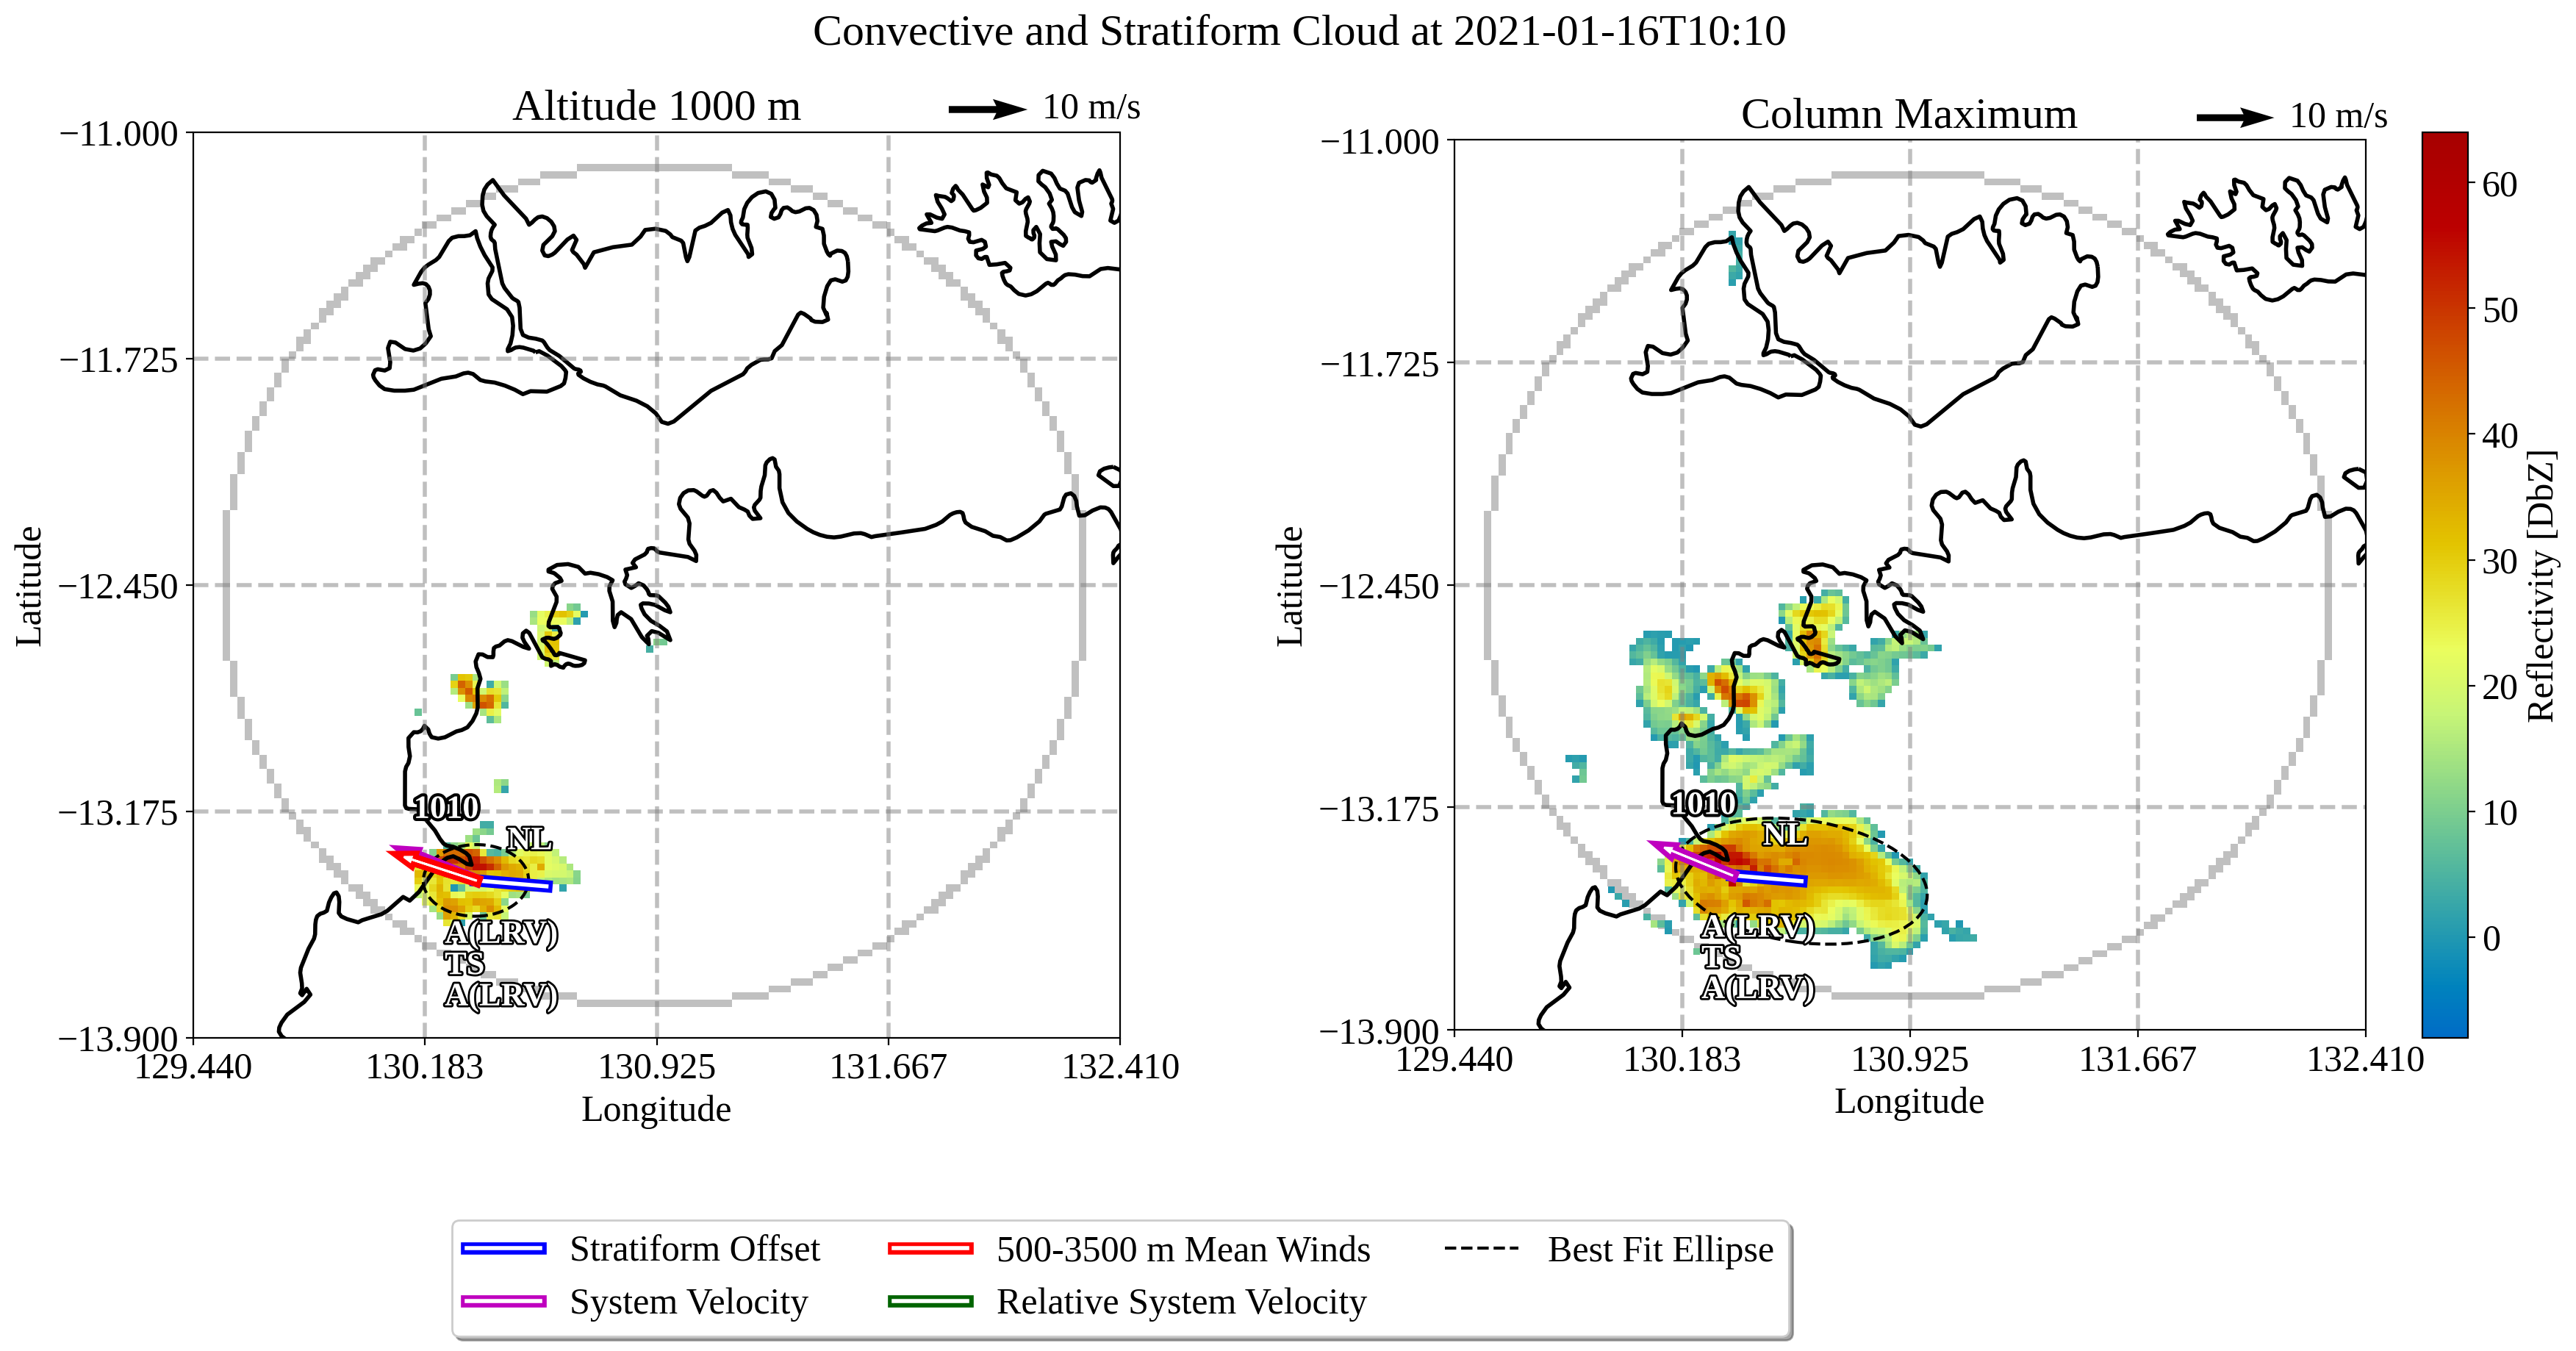 Convective and Stratiform Cloud at 2021-01-16T10:10
Altitude 1000 m
10 m/s
−11.000
−11.725
−12.450
−13.175
−13.900
Latitude
129.440
130.183
130.925
131.667
132.410
Longitude
1010
NL
A(LRV)
TS
A(LRV)
Column Maximum
10 m/s
−11.000
−11.725
−12.450
−13.175
−13.900
Latitude
129.440
130.183
130.925
131.667
132.410
Longitude
1010
NL
A(LRV)
TS
A(LRV)
60
50
40
30
20
10
0
Reflectivity [DbZ]
Stratiform Offset
System Velocity
500-3500 m Mean Winds
Relative System Velocity
Best Fit Ellipse